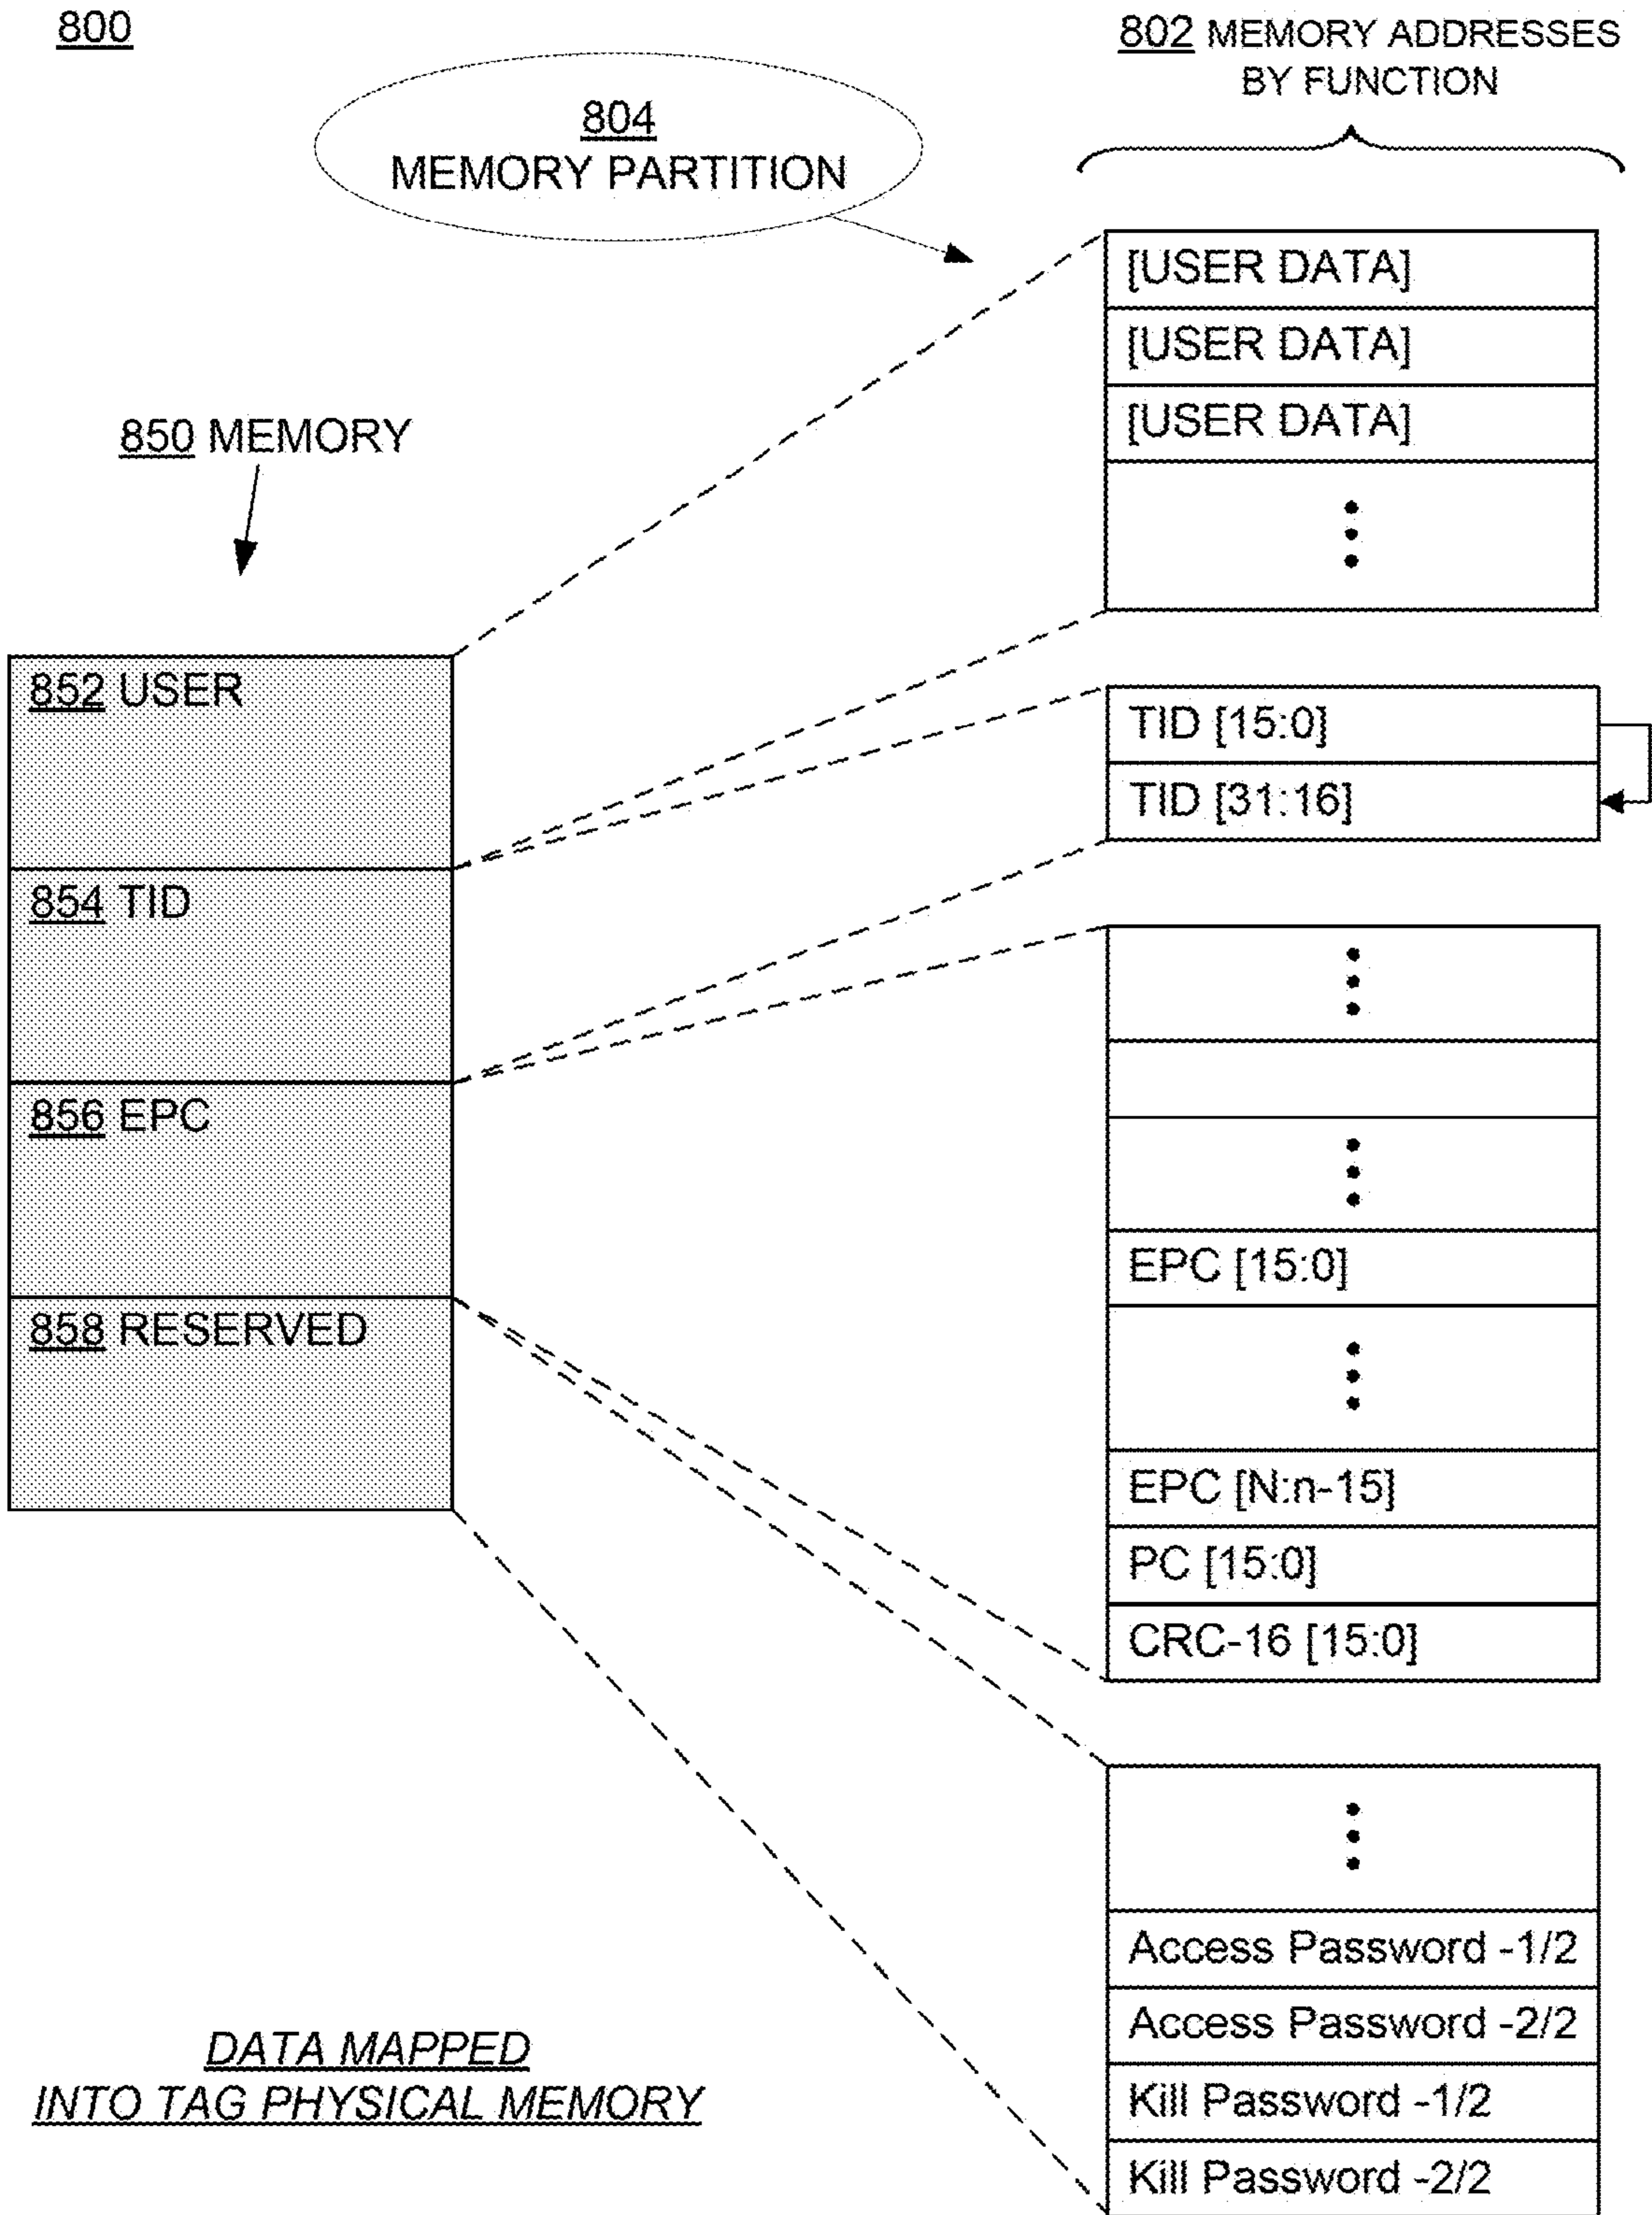 800
802 MEMORY ADDRESSES
BY FUNCTION
804
MEMORY PARTITION
[USER DATA]
[USER DATA]
[USER DATA]
850 MEMORY
852 USER
854 TID
856 EPC
858 RESERVED
TID [15:0]
TID [31:16]
EPC [15:0]
EPC [N:n-15]
PC [15:0]
CRC-16 [15:0]
Access Password -1/2
Access Password -2/2
Kill Password -1/2
Kill Password -2/2
DATA MAPPED
INTO TAG PHYSICAL MEMORY